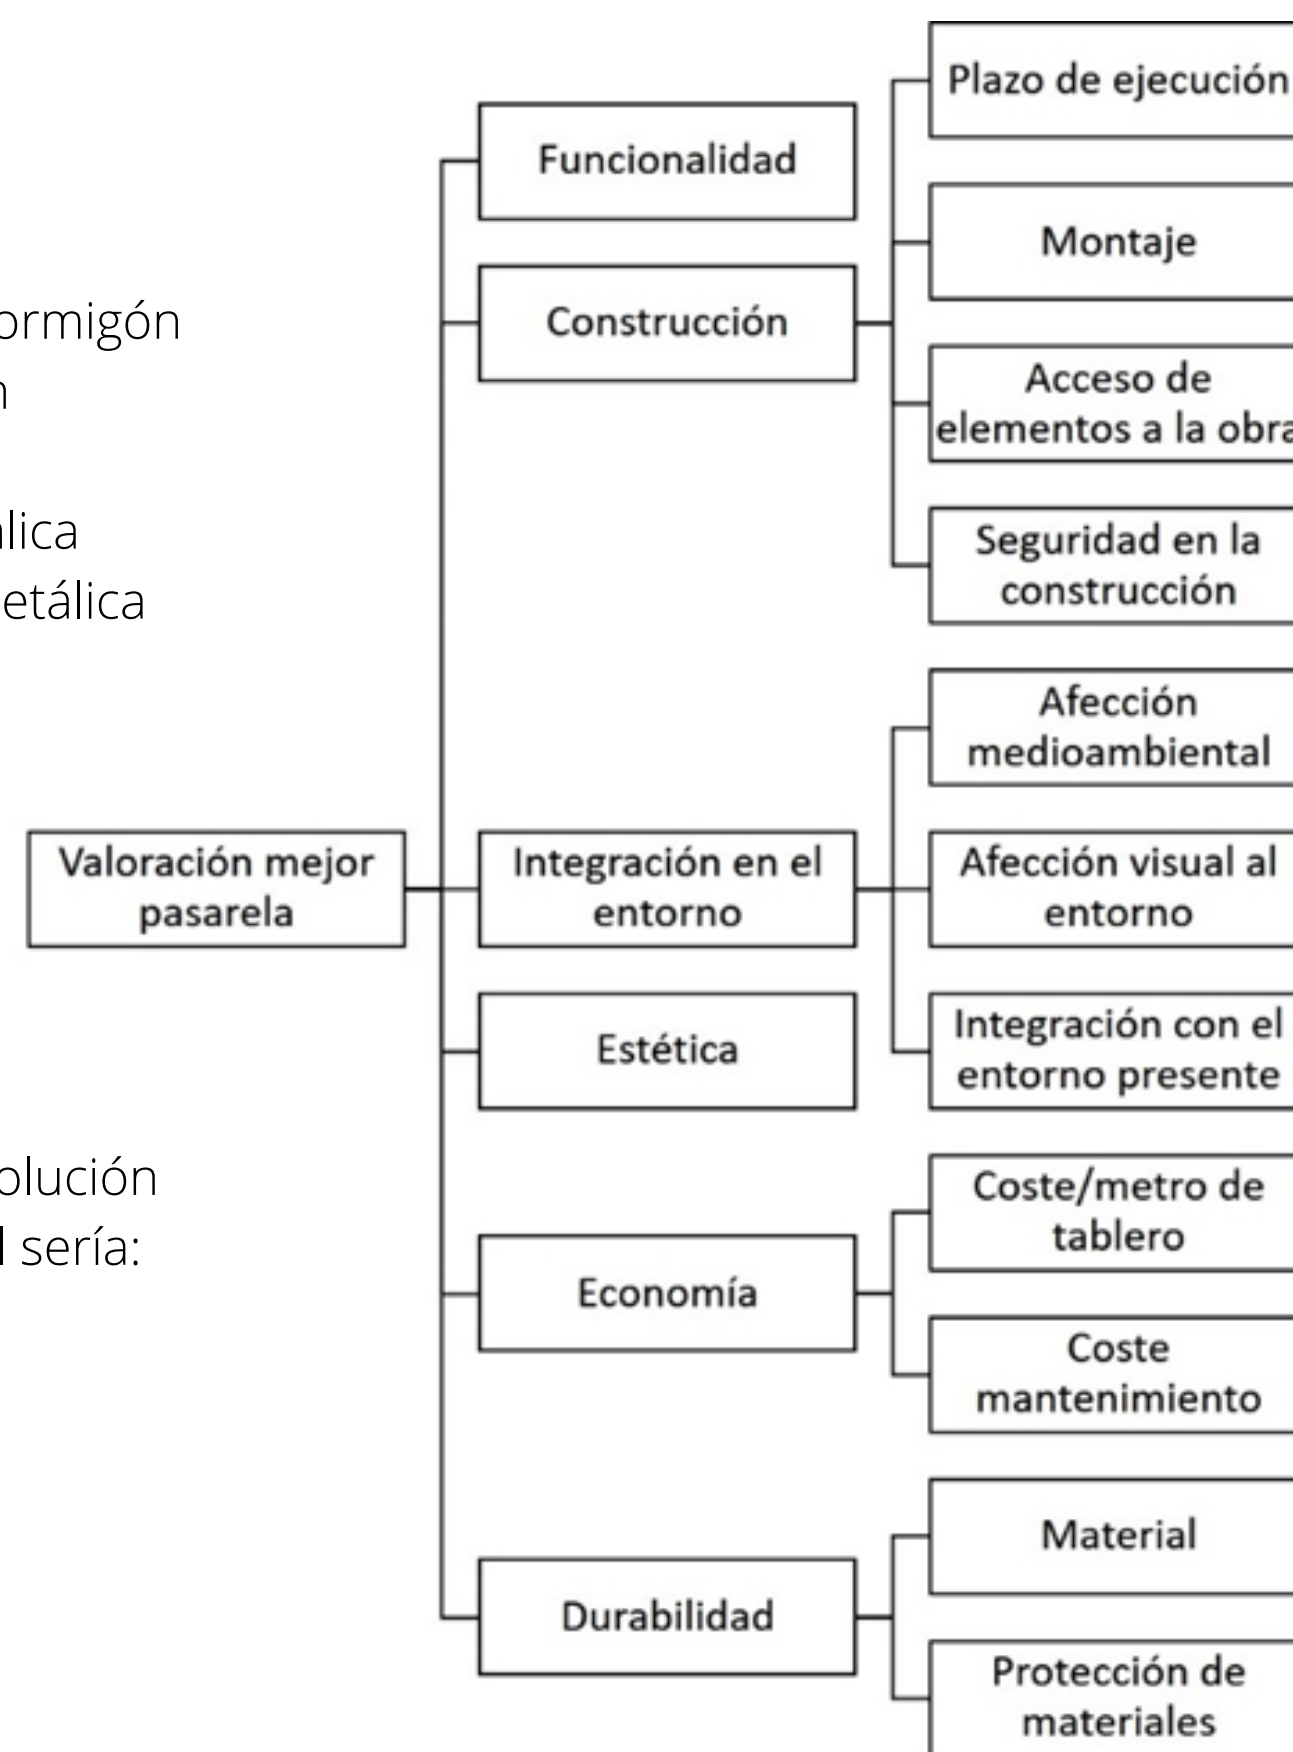 ormigón
n
álica
etálica
olución
l sería:
Valoración mejor
pasarela
Funcionalidad
Construcción
Integración en el
entorno
Estética
Economía
Durabilidad
Plazo de ejecución
Montaje
Acceso de
elementos a la obra
Seguridad en la
construcción
Afección
medioambiental
Afección visual al
entorno
Integración con el
entorno presente
Coste/metro de
tablero
Coste
mantenimiento
Material
Protección de
materiales